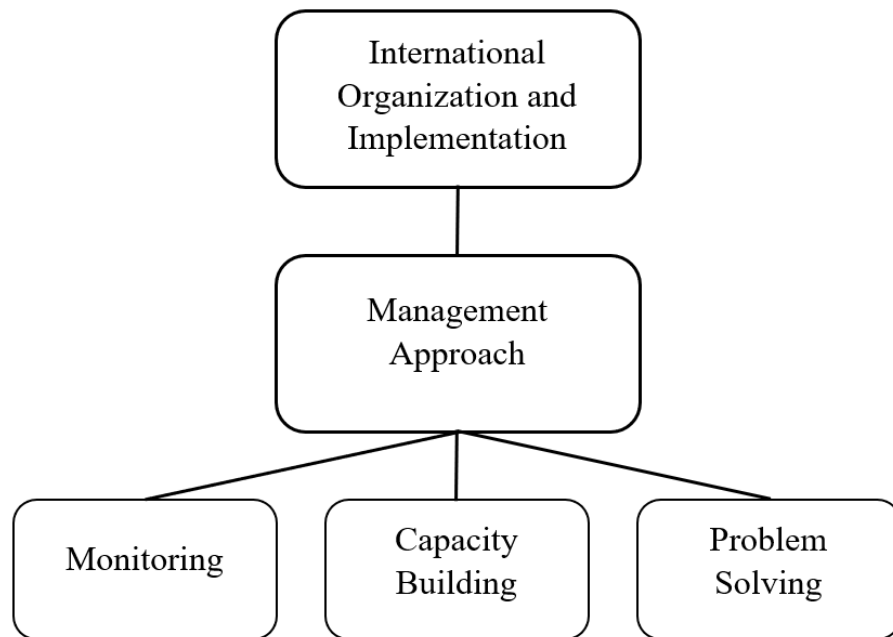 International
Organization and
Implementation
Management
Approach
Monitoring
Capacity
Building
Problem
Solving